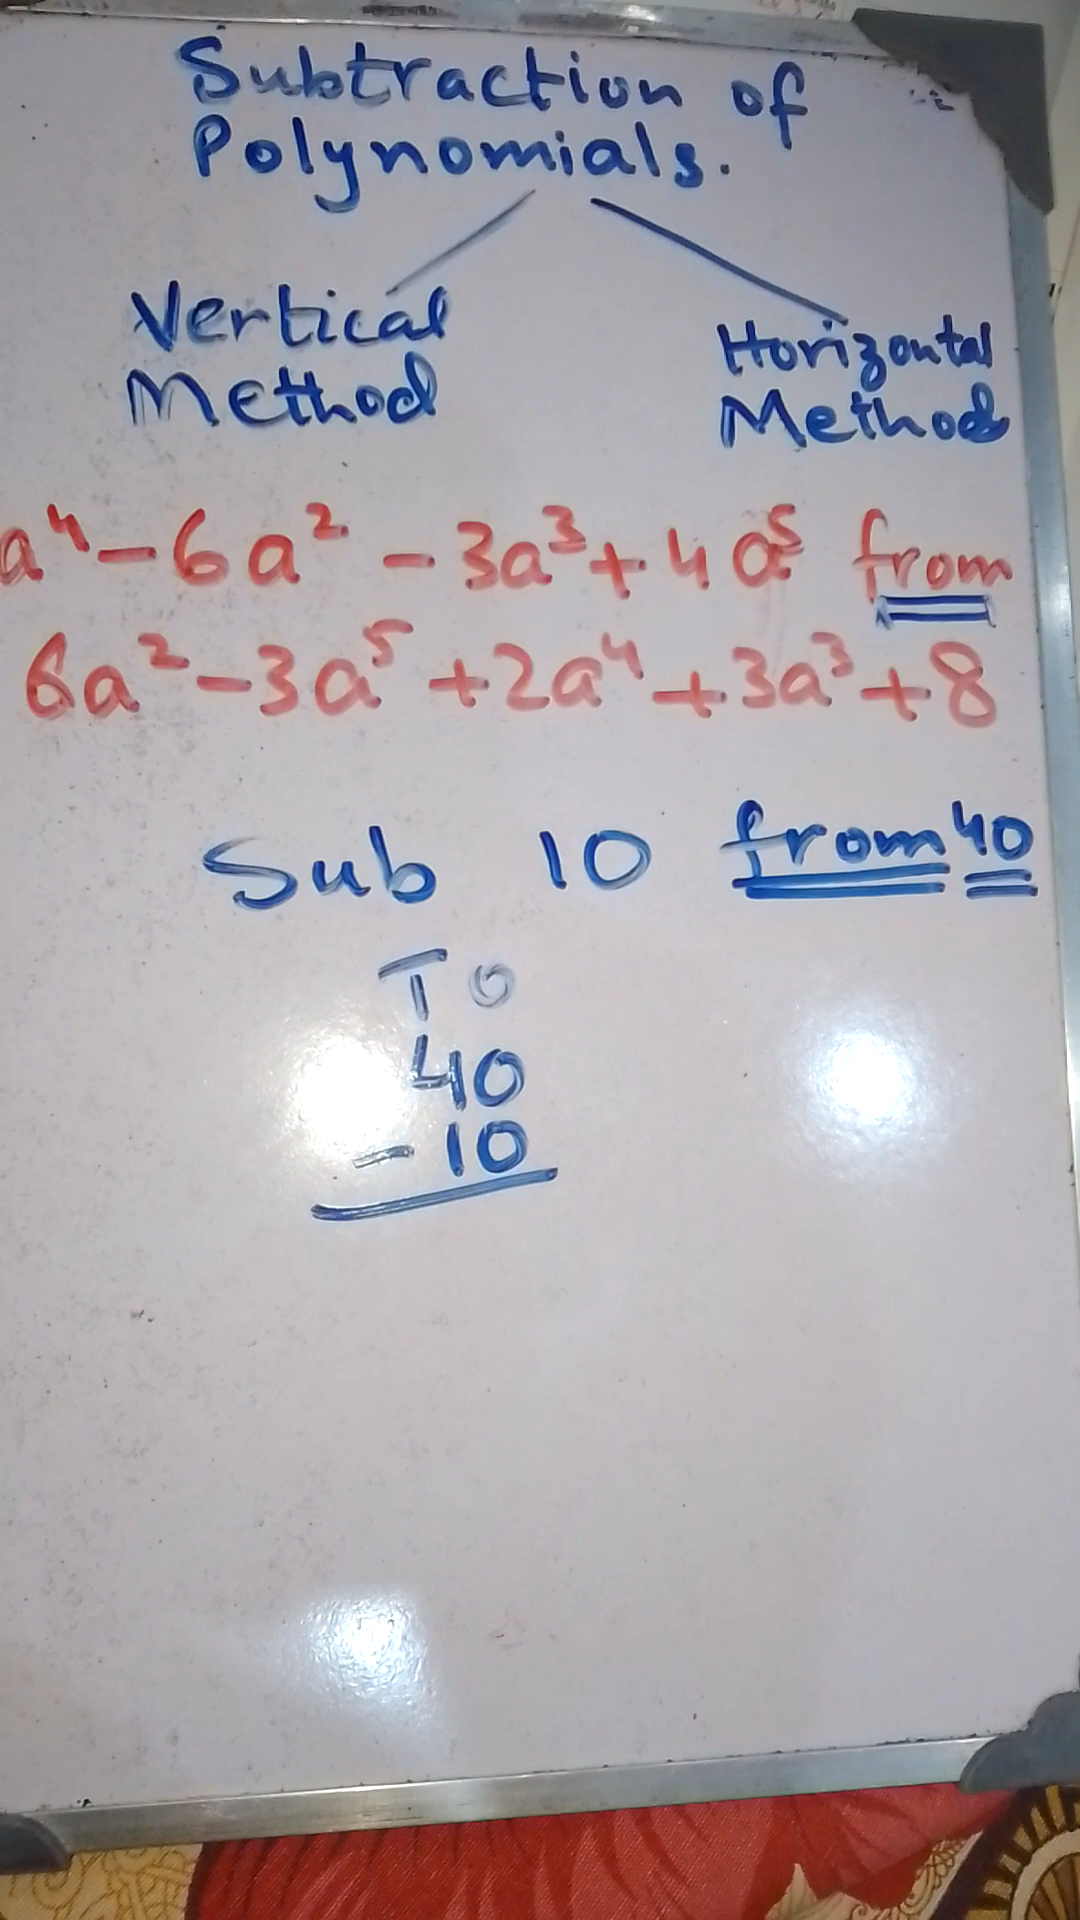 Subtraction of
Polynomials.
Vertical
Method
Horizontal
Method
a⁴ - 6a² - 3a³ + 4a⁵ from
6a² - 3a⁵ + 2a⁴ + 3a³ + 8
Sub 10 from 40
T O
40
- 10